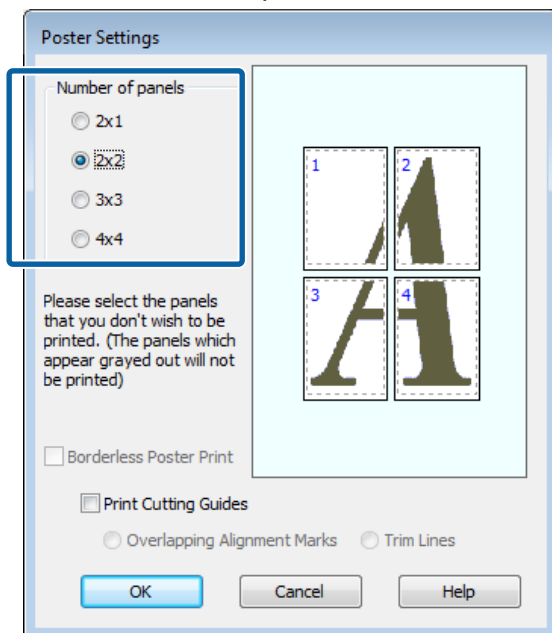 Poster Settings
Number of panels
2x1
2x2
3x3
4x4
1
2
3
4
A
Please select the panels
that you don't wish to be
printed. (The panels which
appear grayed out will not
be printed)
Borderless Poster Print
Print Cutting Guides
Overlapping Alignment Marks
Trim Lines
OK
Cancel
Help